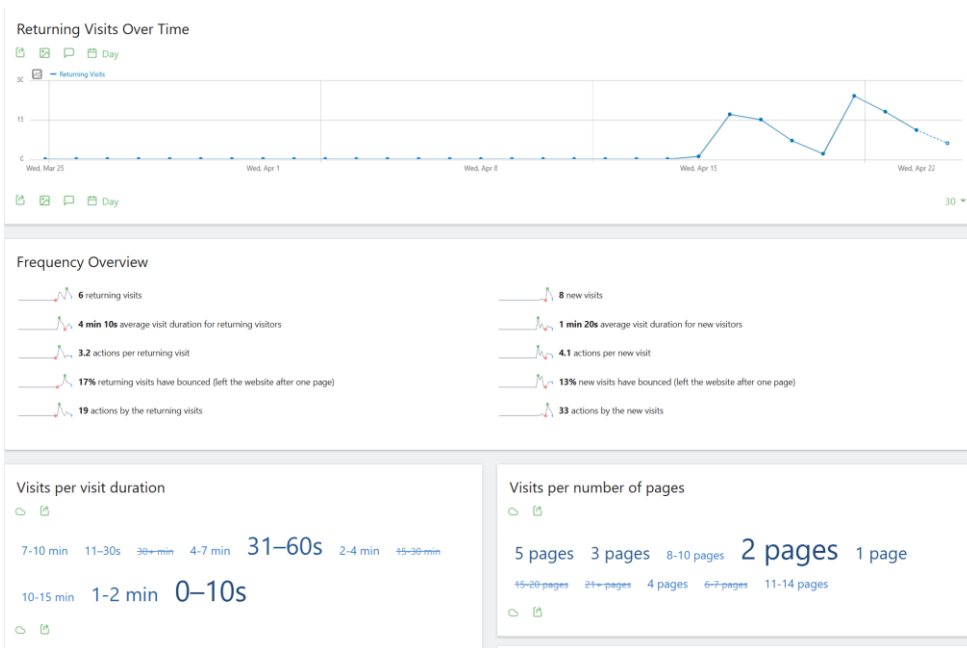 Returning Visits Over Time
Day
Returning Visits
30
15
0
Wed, Mar 25 Wed, Apr 1 Wed, Apr 8 Wed, Apr 15 Wed, Apr 22
Day 30
Frequency Overview
6 returning visits
8 new visits
4 min 10s average visit duration for returning visitors
1 min 20s average visit duration for new visitors
3.2 actions per returning visit
4.1 actions per new visit
17% returning visits have bounced (left the website after one page)
13% new visits have bounced (left the website after one page)
19 actions by the returning visits
33 actions by the new visits
Visits per visit duration
7-10 min 11–30s 30+ min 4-7 min 31–60s 2-4 min 15-30 min
10-15 min 1-2 min 0–10s
Visits per number of pages
5 pages 3 pages 8-10 pages 2 pages 1 page
15-20 pages 21+ pages 4 pages 6-7 pages 11-14 pages